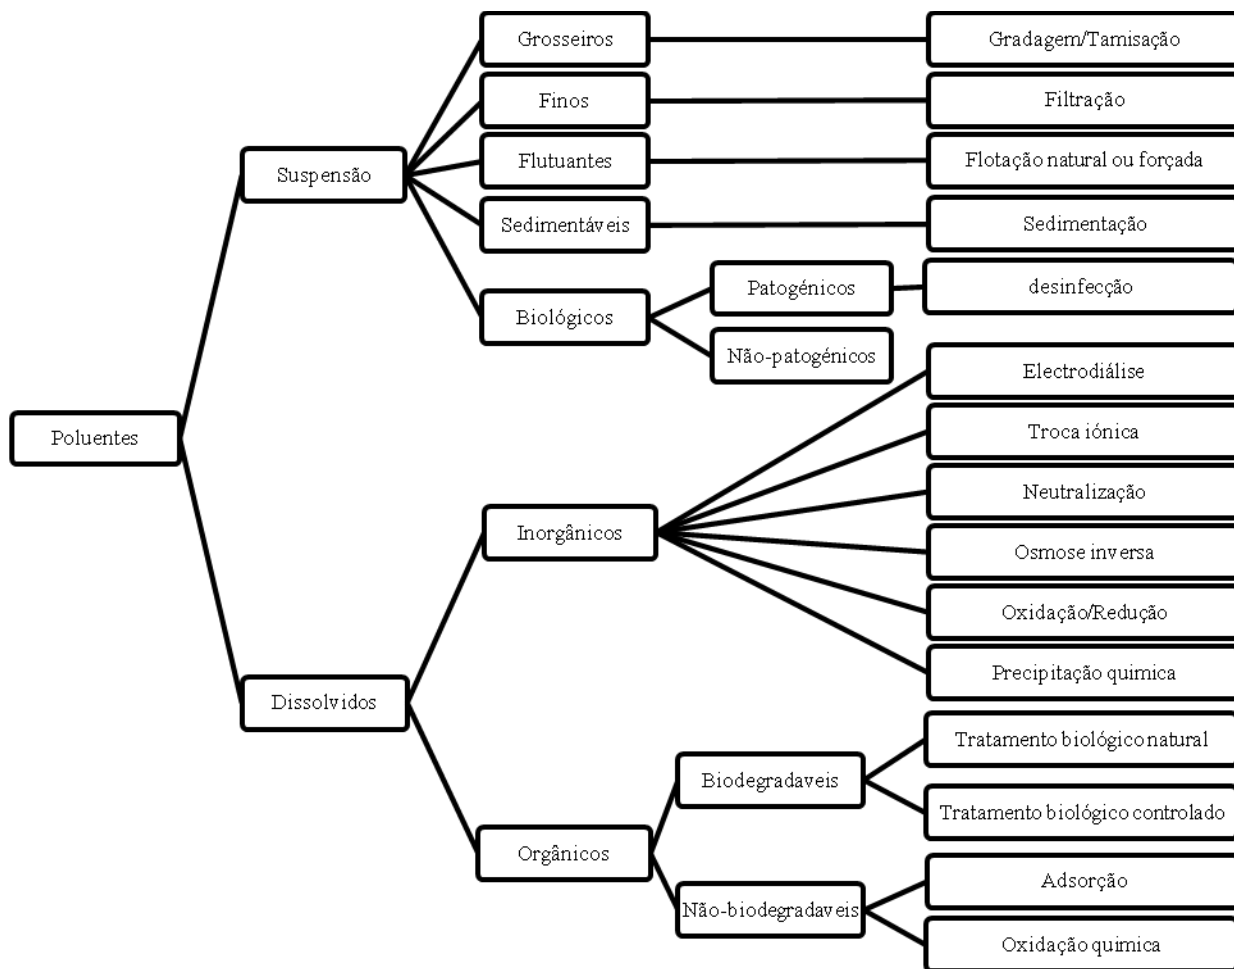 Grosseiros
Gradagem/Tamisação
Finos
Filtração
Flutuantes
Flotação natural ou forçada
Suspensão
Sedimentáveis
Sedimentação
Patogénicos
desinfecção
Biológicos
Não-patogénicos
Electrodiálise
Troca iónica
Poluentes
Neutralização
Inorgânicos
Osmose inversa
Oxidação/Redução
Precipitação quimica
Dissolvidos
Tratamento biológico natural
Biodegradaveis
Tratamento biológico controlado
Orgânicos
Adsorção
Não-biodegradaveis
Oxidação quimica